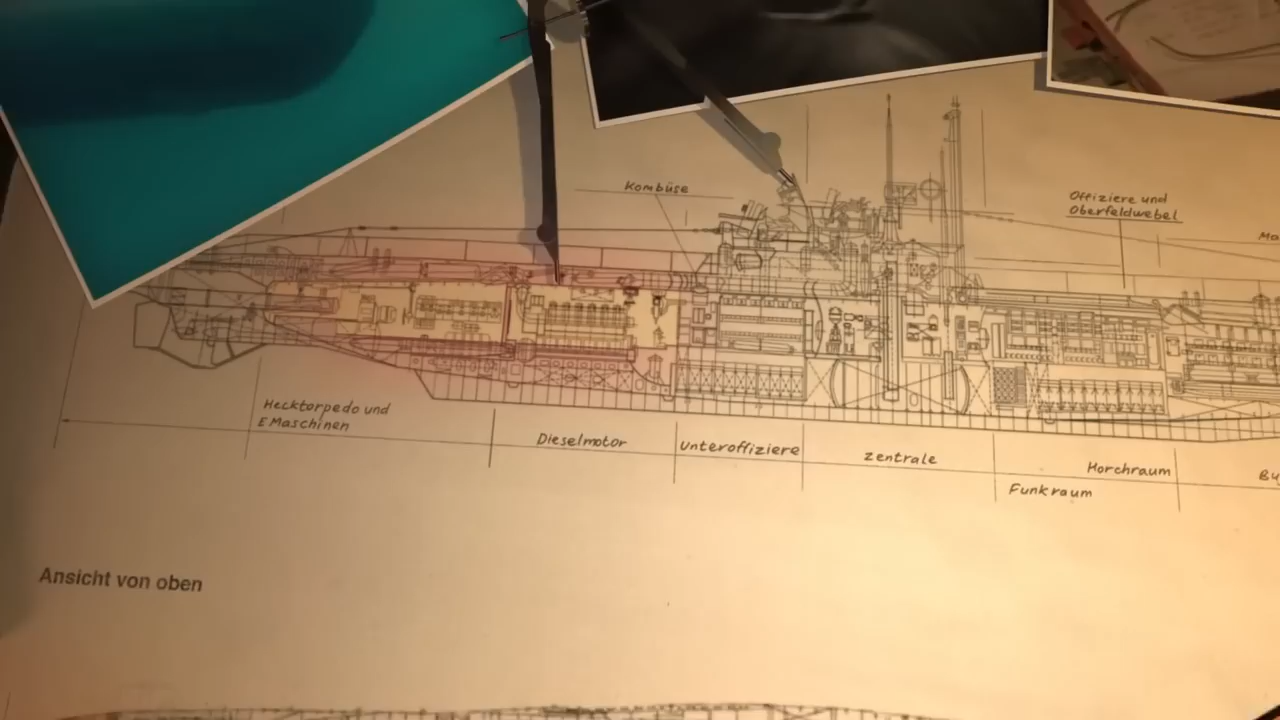 Kombüse
Offiziere und
Oberfeldwebel
Hecktorpedo und
E Maschinen
Dieselmotor
Unteroffiziere
zentrale
Horchraum
Funkraum
Ansicht von oben